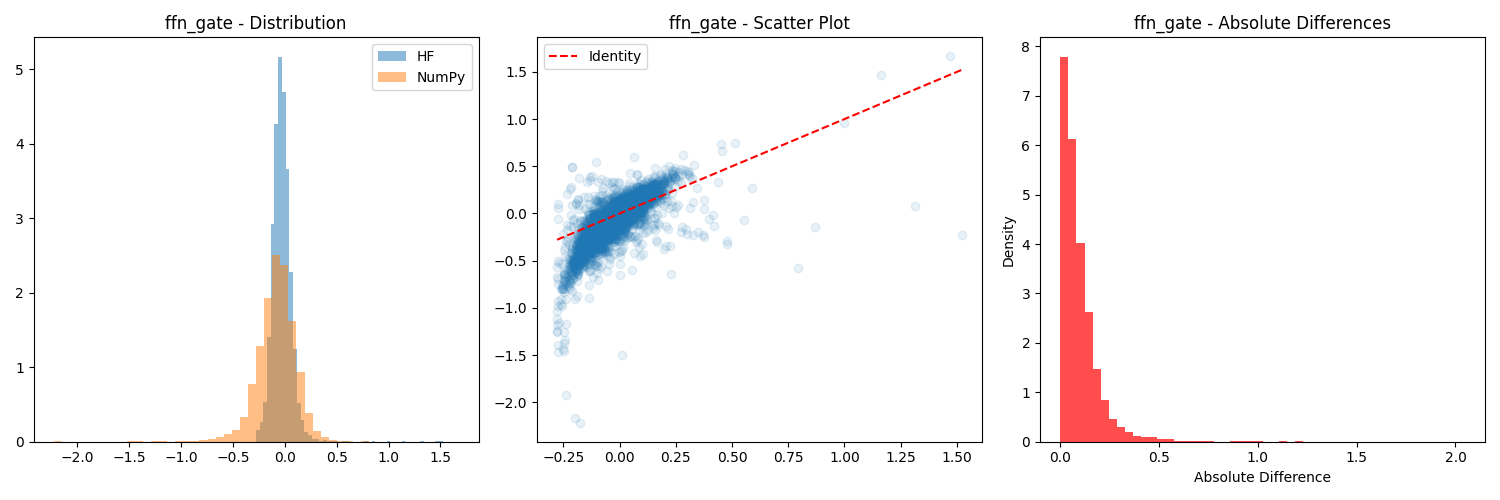 ffn_gate - Distribution
HF
NumPy
5
4
3
2
1
0
−2.0 −1.5 −1.0 −0.5 0.0 0.5 1.0 1.5
ffn_gate - Scatter Plot
Identity
1.5
1.0
0.5
0.0
−0.5
−1.0
−1.5
−2.0
−0.25 0.00 0.25 0.50 0.75 1.00 1.25 1.50
ffn_gate - Absolute Differences
Density
8
7
6
5
4
3
2
1
0
0.0 0.5 1.0 1.5 2.0
Absolute Difference